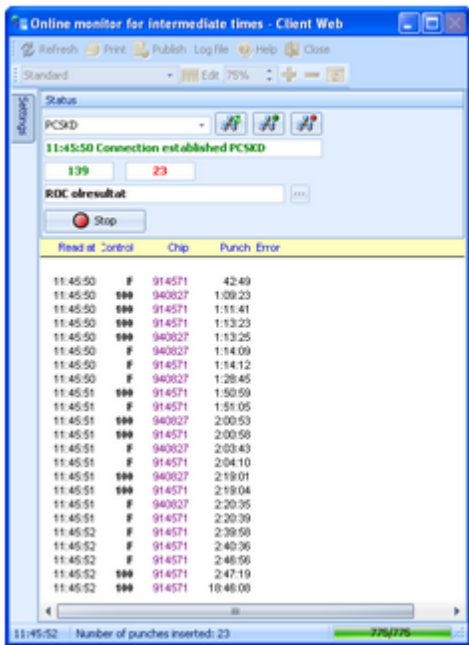 Online monitor for intermediate times - Client Web
Refresh Print Publish Log file Help Close
Standard Edit 75%
Settings
Status
PCSKD
11:45:50 Connection established PCSKD
139 23
ROC olresultat ...
Stop
Read at Control Chip Punch Error
11:45:50 F 914571 42:49
11:45:50 100 940827 1:09:23
11:45:50 100 914571 1:11:41
11:45:50 100 914571 1:13:23
11:45:50 100 940827 1:13:25
11:45:50 F 940827 1:14:09
11:45:50 F 914571 1:14:12
11:45:50 F 940827 1:28:45
11:45:51 100 914571 1:50:59
11:45:51 F 914571 1:51:05
11:45:51 100 940827 2:00:53
11:45:51 100 914571 2:00:58
11:45:51 F 940827 2:03:43
11:45:51 F 914571 2:04:10
11:45:51 100 940827 2:19:01
11:45:51 100 914571 2:19:04
11:45:51 F 940827 2:20:35
11:45:51 F 914571 2:20:39
11:45:52 F 914571 2:39:58
11:45:52 F 914571 2:40:36
11:45:52 F 914571 2:46:56
11:45:52 100 914571 2:47:19
11:45:52 100 914571 18:46:08
11:45:52 Number of punches inserted: 23 775/775